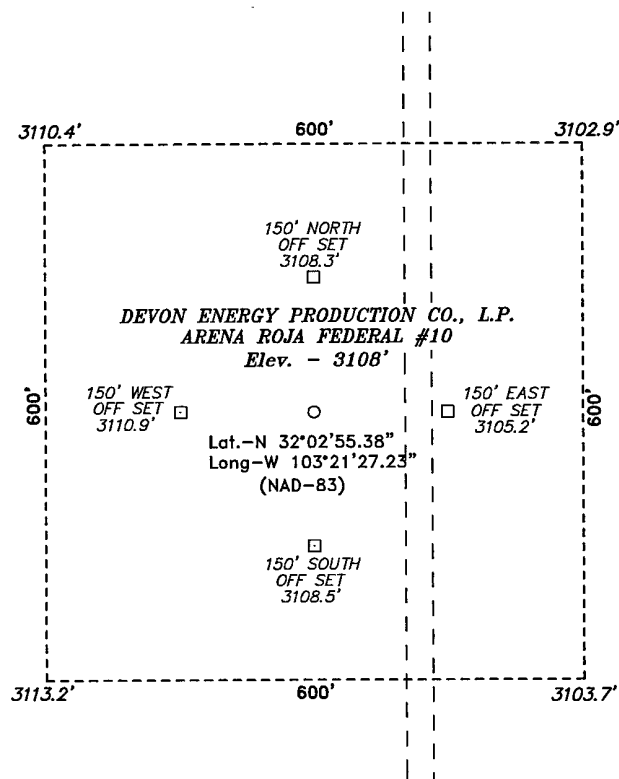 3110.4'
600'
3102.9'
150' NORTH
OFF SET
3108.3'
DEVON ENERGY PRODUCTION CO., L.P.
ARENA ROJA FEDERAL #10
Elev. - 3108'
600'
150' WEST
OFF SET
3110.9'
150' EAST
OFF SET
3105.2'
600'
Lat.-N 32°02'55.38"
Long-W 103°21'27.23"
(NAD-83)
150' SOUTH
OFF SET
3108.5'
3113.2'
600'
3103.7'